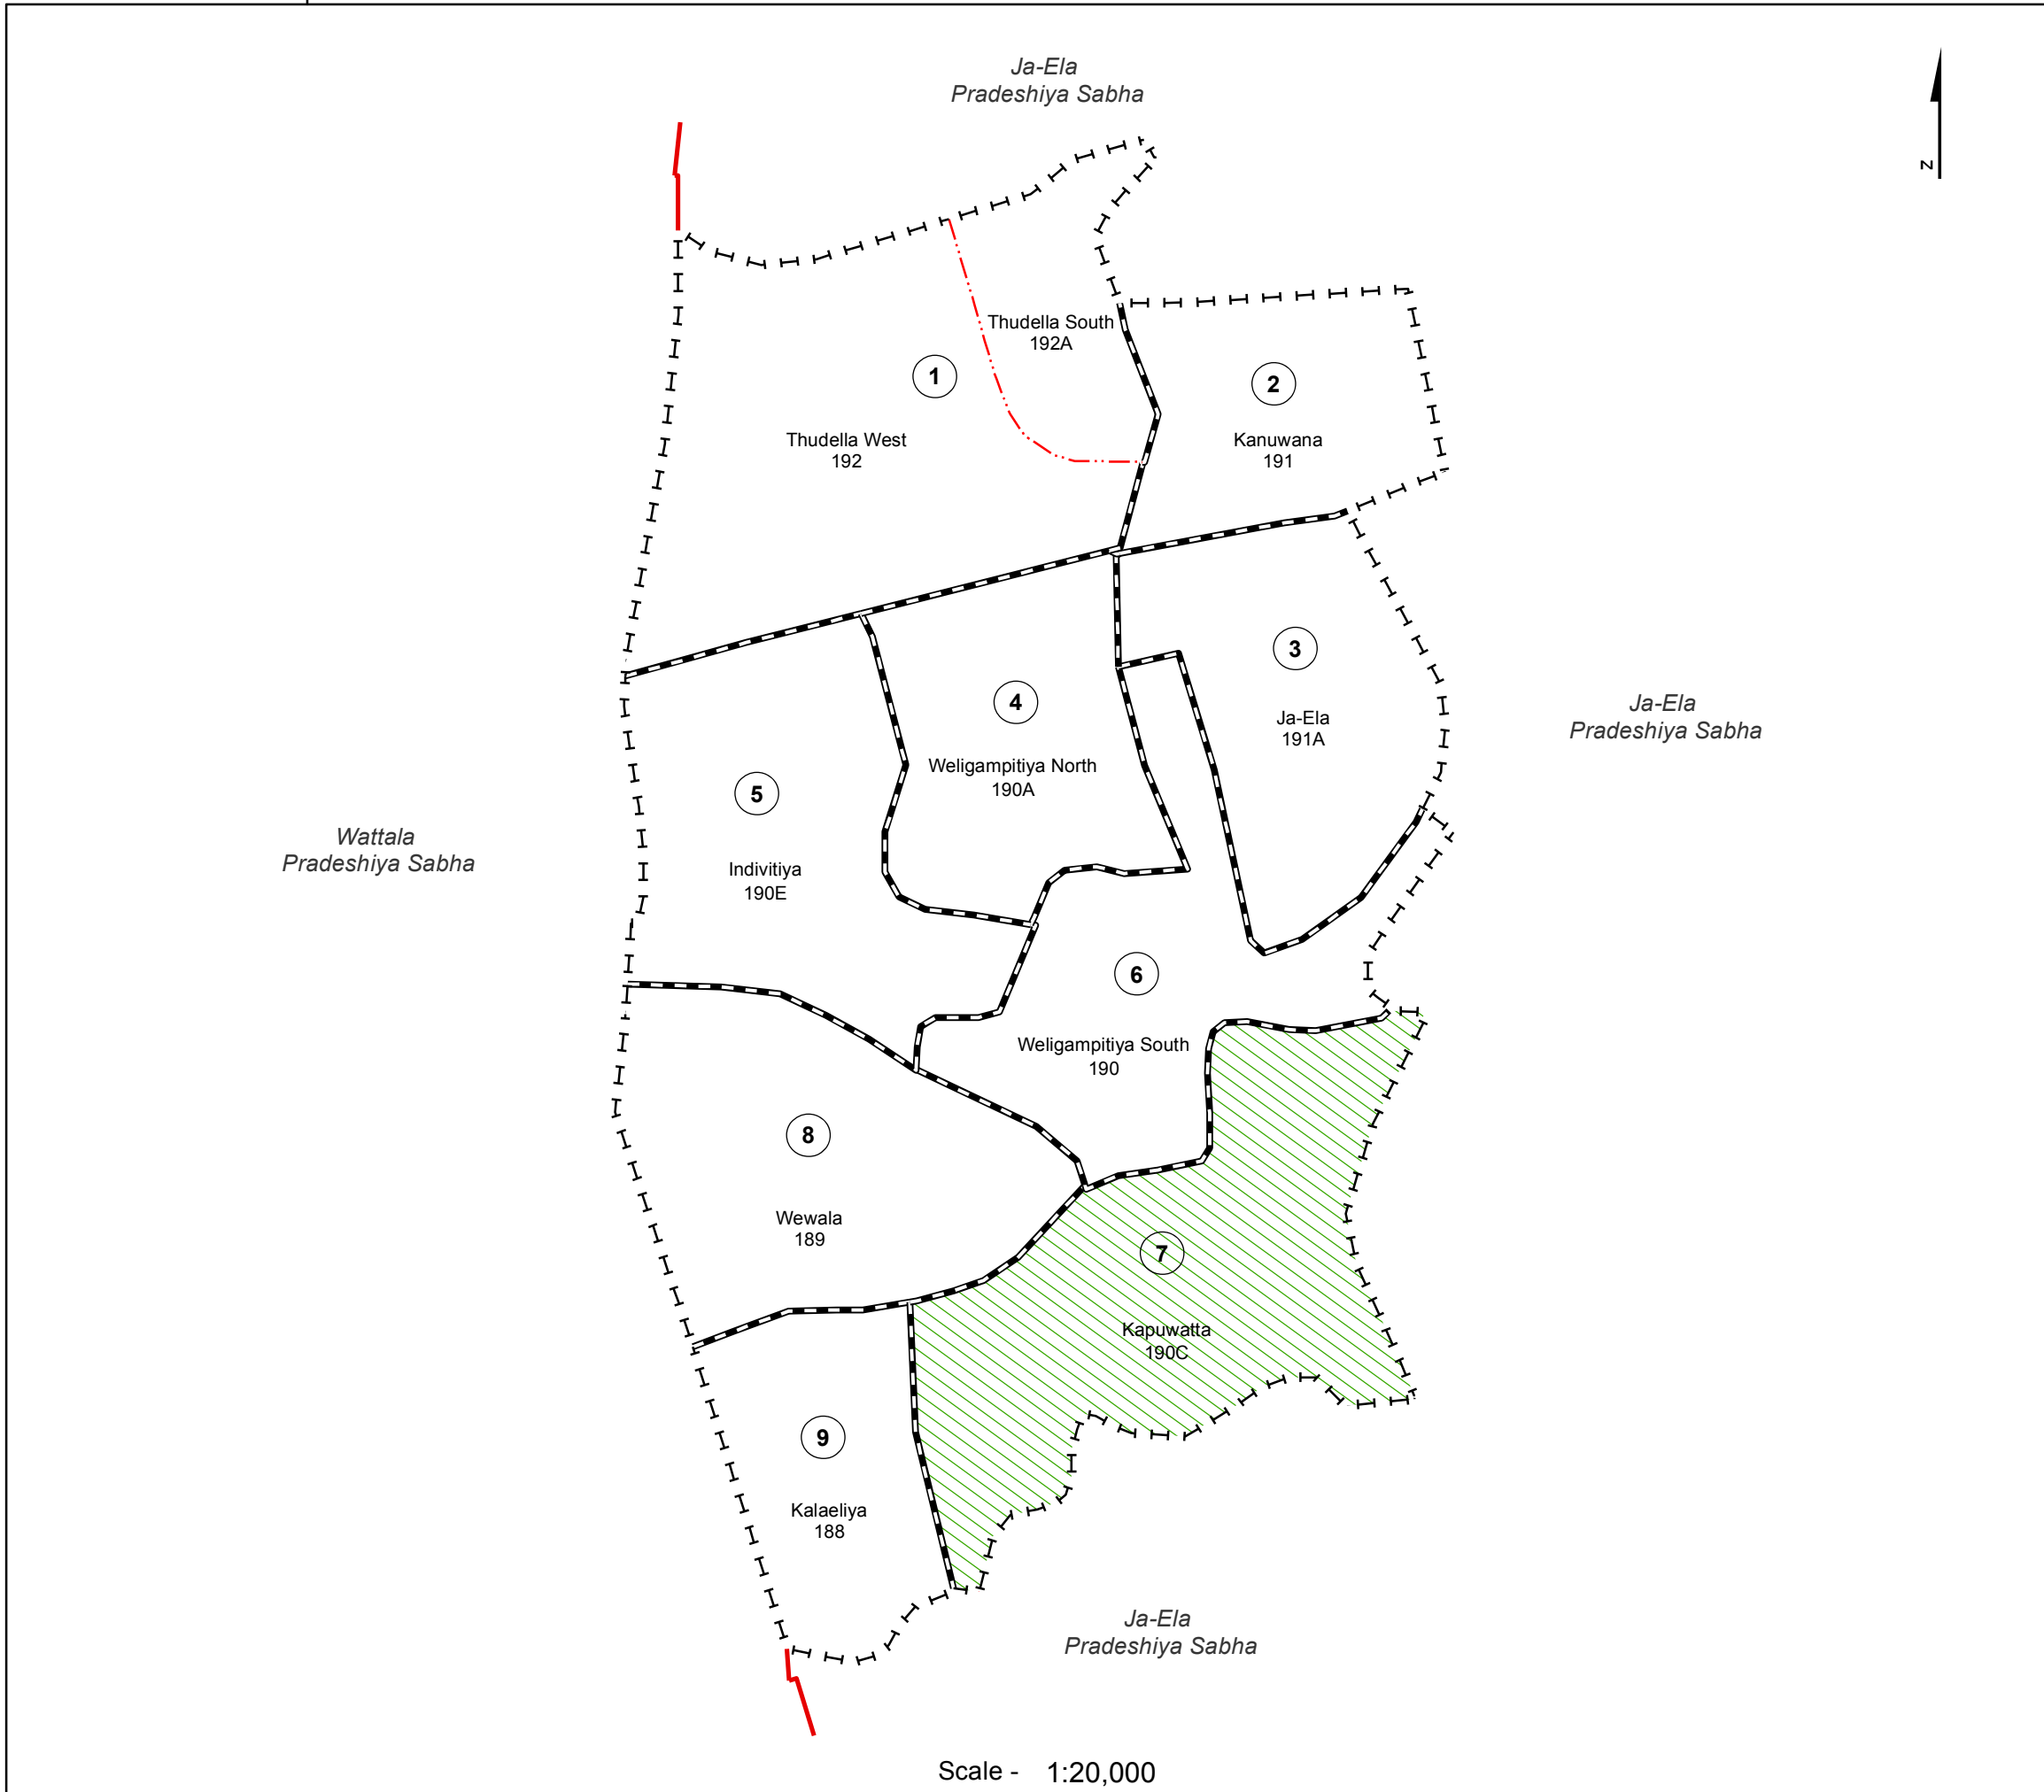 Ja-Ela
Pradeshiya Sabha
N
Thudella South
192A
1
2
Thudella West
192
Kanuwana
191
3
4
Ja-Ela
191A
Ja-Ela
Pradeshiya Sabha
Weligampitiya North
190A
5
Wattala
Pradeshiya Sabha
Indivitiya
190E
6
Weligampitiya South
190
8
Wewala
189
7
Kapuwatta
190C
9
Kalaeliya
188
Ja-Ela
Pradeshiya Sabha
Scale - 1:20,000